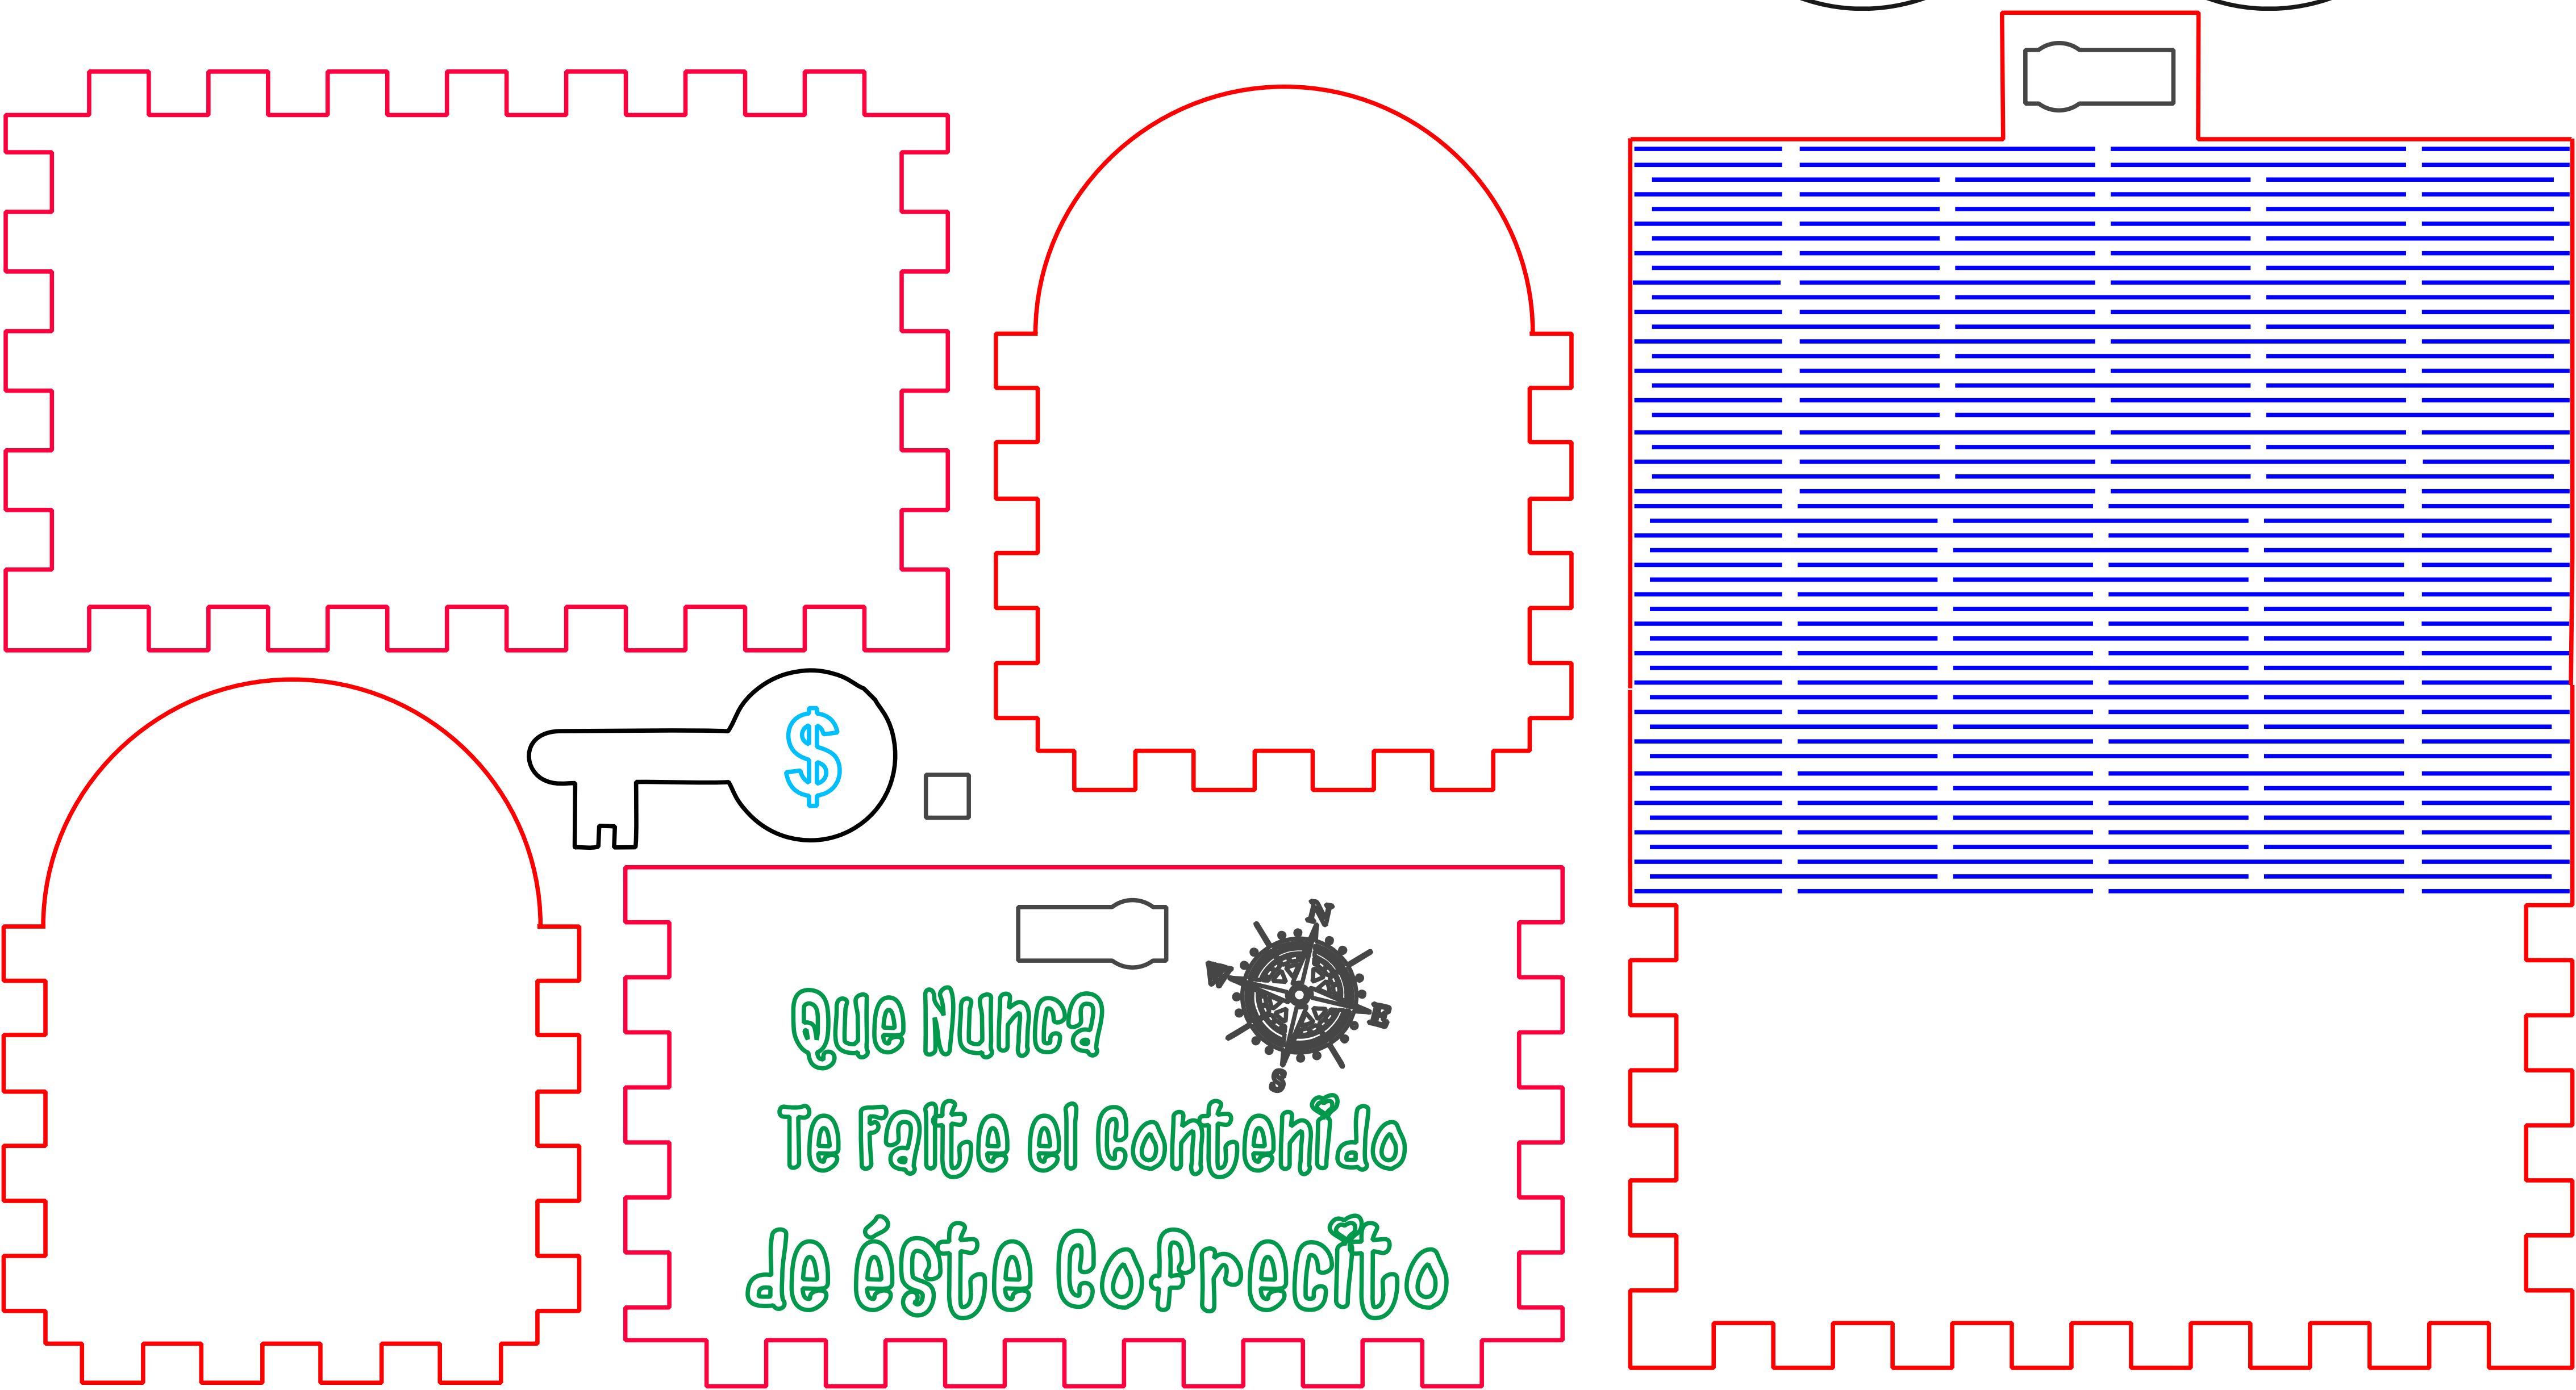 $
N
E
S
Que Nunca
Te Falte el Contenido
de éste Cofrecito